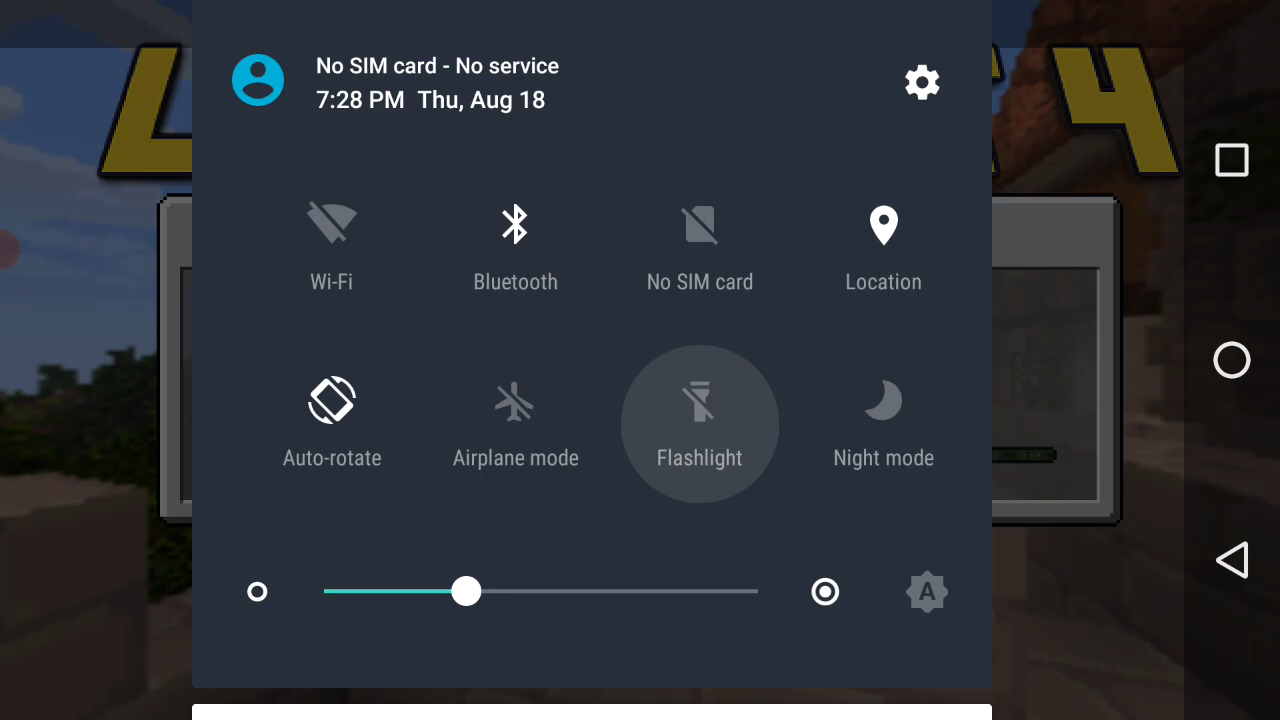 No SIM card - No service
7:28 PM Thu, Aug 18
Wi-Fi
Bluetooth
No SIM card
Location
Auto-rotate
Airplane mode
Flashlight
Night mode
A